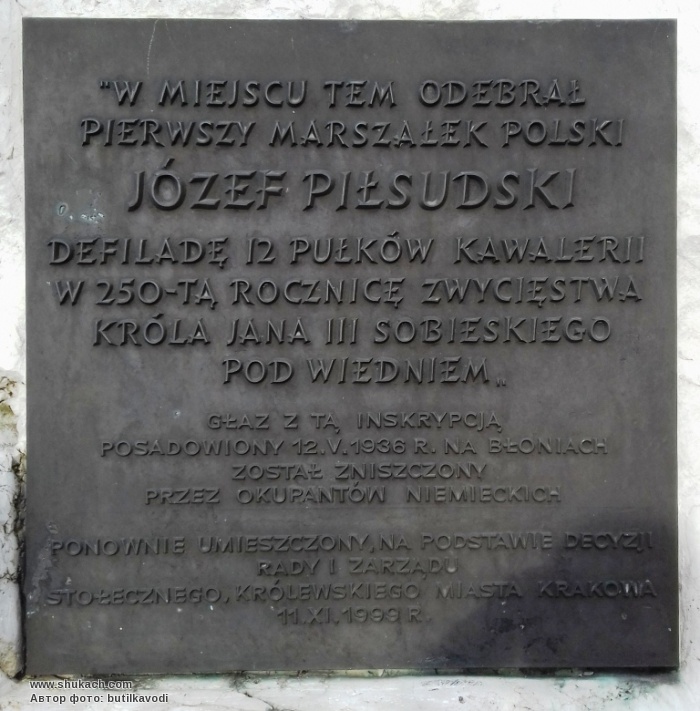 "W MIEJSCU TEM ODEBRAŁ
PIERWSZY MARSZAŁEK POLSKI
JÓZEF PIŁSUDSKI
DEFILADĘ 12 PUŁKÓW KAWALERII
W 250-TĄ ROCZNICĘ ZWYCIĘSTWA
KRÓLA JANA III SOBIESKIEGO
POD WIEDNIEM„
GŁAZ Z TĄ INSKRYPCJĄ
POSADOWIONY 12.V.1936 R. NA BŁONIACH
ZOSTAŁ ZNISZCZONY
PRZEZ OKUPANTÓW NIEMIECKICH
PONOWNIE UMIESZCZONY, NA PODSTAWIE DECYZJI
RADY I ZARZĄDU
STOŁECZNEGO, KRÓLEWSKIEGO MIASTA KRAKOWA
11.XI.1999 R.
www.shukach.com
Автор фото: butilkavodi